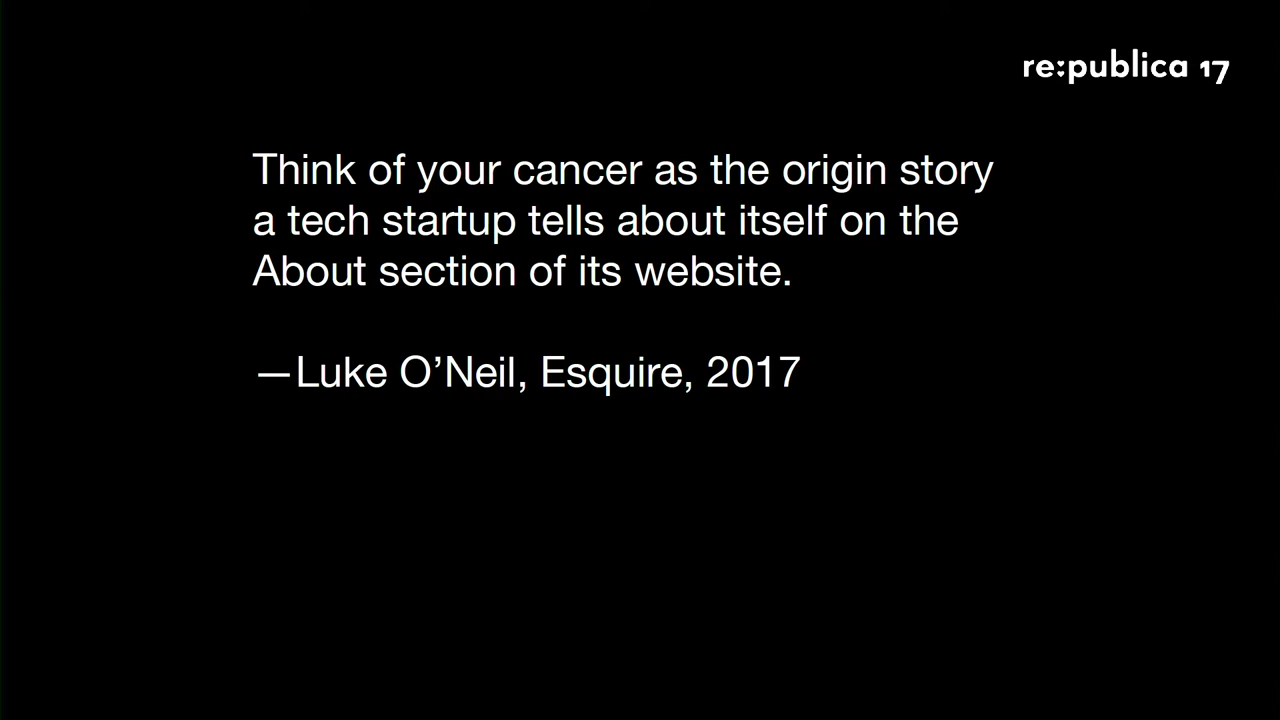 re:publica 17
Think of your cancer as the origin story
a tech startup tells about itself on the
About section of its website.
—Luke O’Neil, Esquire, 2017